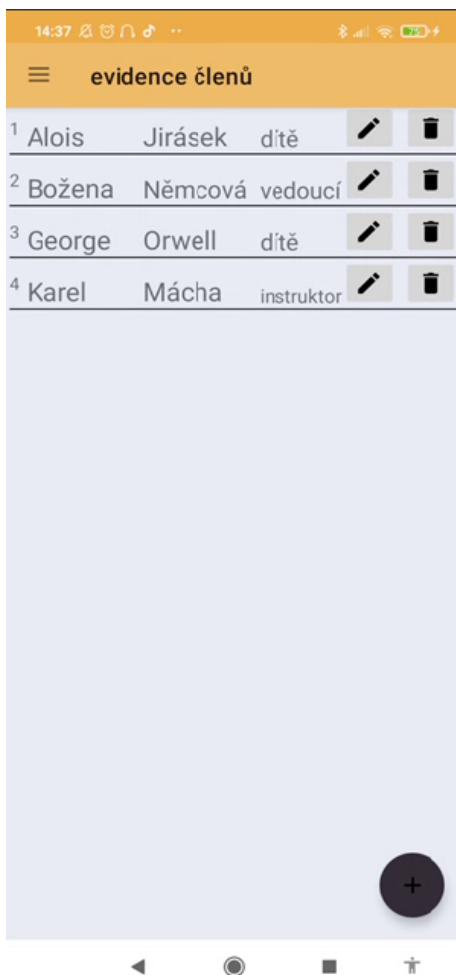 14:37 75
evidence členů
1 Alois Jirásek dítě
2 Božena Němcová vedoucí
3 George Orwell dítě
4 Karel Mácha instruktor